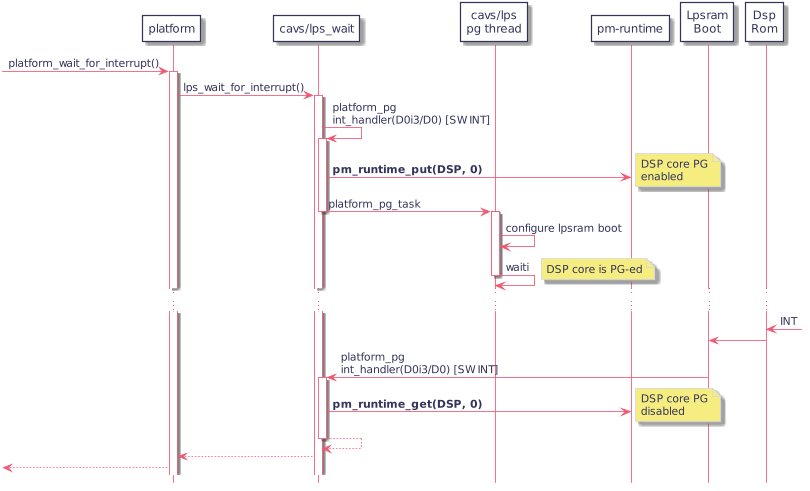 platform
cavs/lps_wait
cavs/lps
pg thread
pm-runtime
Lpsram
Boot
Dsp
Rom
platform_wait_for_interrupt()
lps_wait_for_interrupt()
platform_pg
int_handler(D0i3/D0) [SW INT]
pm_runtime_put(DSP, 0)
DSP core PG
enabled
platform_pg_task
configure lpsram boot
waiti
DSP core is PG-ed
INT
platform_pg
int_handler(D0i3/D0) [SW INT]
pm_runtime_get(DSP, 0)
DSP core PG
disabled